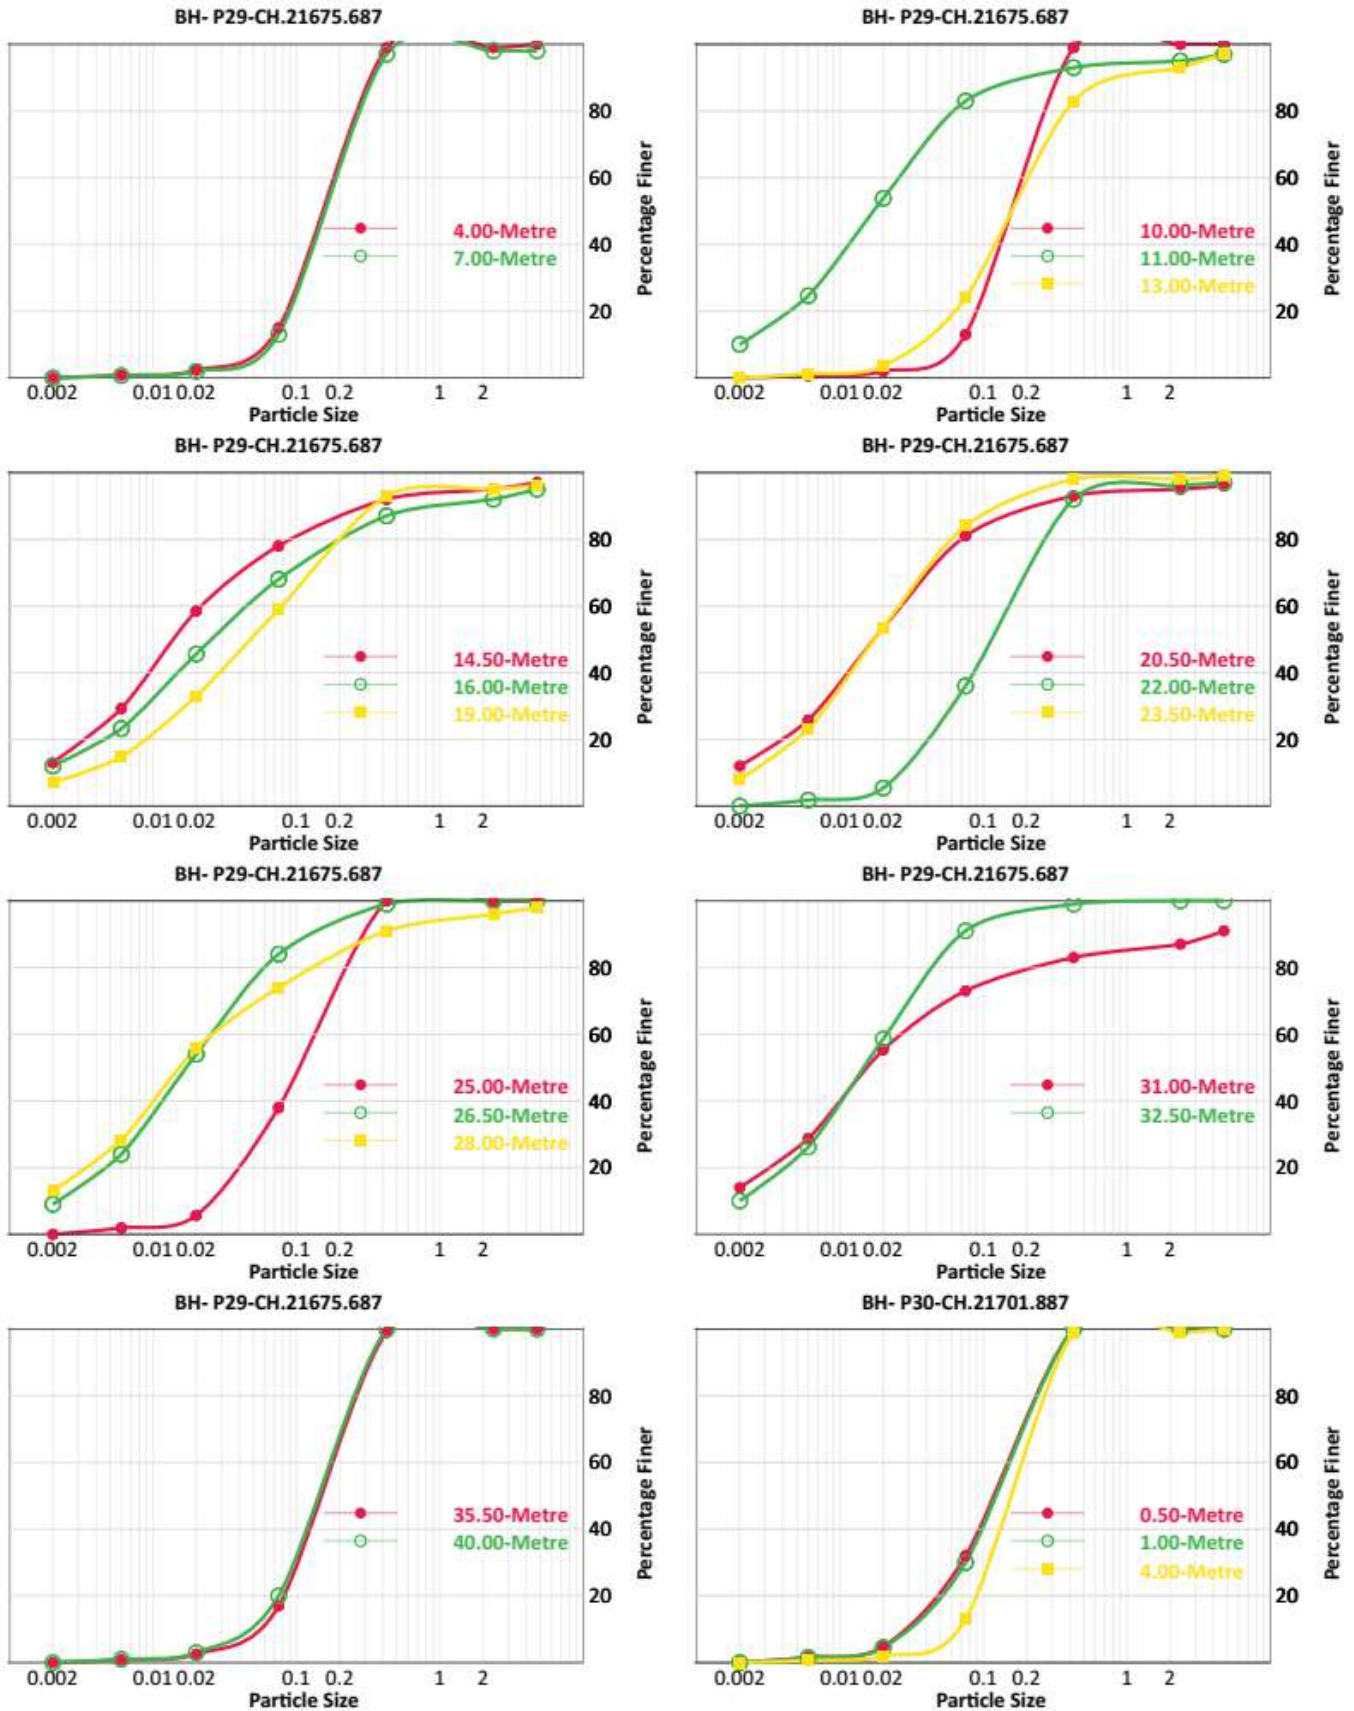 BH- P29-CH.21675.687
80
60
40
20
Percentage Finer
4.00-Metre
7.00-Metre
0.002 0.01 0.02 0.1 0.2 1 2
Particle Size
BH- P29-CH.21675.687
80
60
40
20
Percentage Finer
10.00-Metre
11.00-Metre
13.00-Metre
0.002 0.01 0.02 0.1 0.2 1 2
Particle Size
BH- P29-CH.21675.687
80
60
40
20
Percentage Finer
14.50-Metre
16.00-Metre
19.00-Metre
0.002 0.01 0.02 0.1 0.2 1 2
Particle Size
BH- P29-CH.21675.687
80
60
40
20
Percentage Finer
20.50-Metre
22.00-Metre
23.50-Metre
0.002 0.01 0.02 0.1 0.2 1 2
Particle Size
BH- P29-CH.21675.687
80
60
40
20
Percentage Finer
25.00-Metre
26.50-Metre
28.00-Metre
0.002 0.01 0.02 0.1 0.2 1 2
Particle Size
BH- P29-CH.21675.687
80
60
40
20
Percentage Finer
31.00-Metre
32.50-Metre
0.002 0.01 0.02 0.1 0.2 1 2
Particle Size
BH- P29-CH.21675.687
80
60
40
20
Percentage Finer
35.50-Metre
40.00-Metre
0.002 0.01 0.02 0.1 0.2 1 2
Particle Size
BH- P30-CH.21701.887
80
60
40
20
Percentage Finer
0.50-Metre
1.00-Metre
4.00-Metre
0.002 0.01 0.02 0.1 0.2 1 2
Particle Size